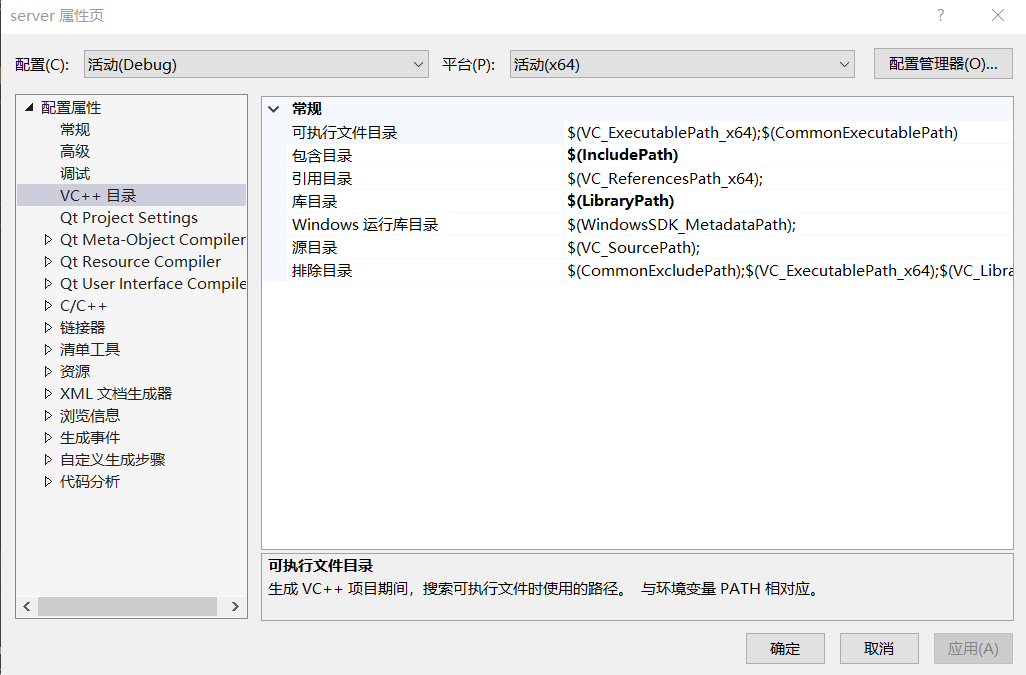 server 属性页
配置(C):
活动(Debug)
平台(P):
活动(x64)
配置管理器(O)...
配置属性
常规
高级
调试
VC++ 目录
Qt Project Settings
Qt Meta-Object Compiler
Qt Resource Compiler
Qt User Interface Compile
C/C++
链接器
清单工具
资源
XML 文档生成器
浏览信息
生成事件
自定义生成步骤
代码分析
常规
可执行文件目录 $(VC_ExecutablePath_x64);$(CommonExecutablePath)
包含目录 $(IncludePath)
引用目录 $(VC_ReferencesPath_x64);
库目录 $(LibraryPath)
Windows 运行库目录 $(WindowsSDK_MetadataPath);
源目录 $(VC_SourcePath);
排除目录 $(CommonExcludePath);$(VC_ExecutablePath_x64);$(VC_Libra
可执行文件目录
生成 VC++ 项目期间，搜索可执行文件时使用的路径。 与环境变量 PATH 相对应。
确定
取消
应用(A)